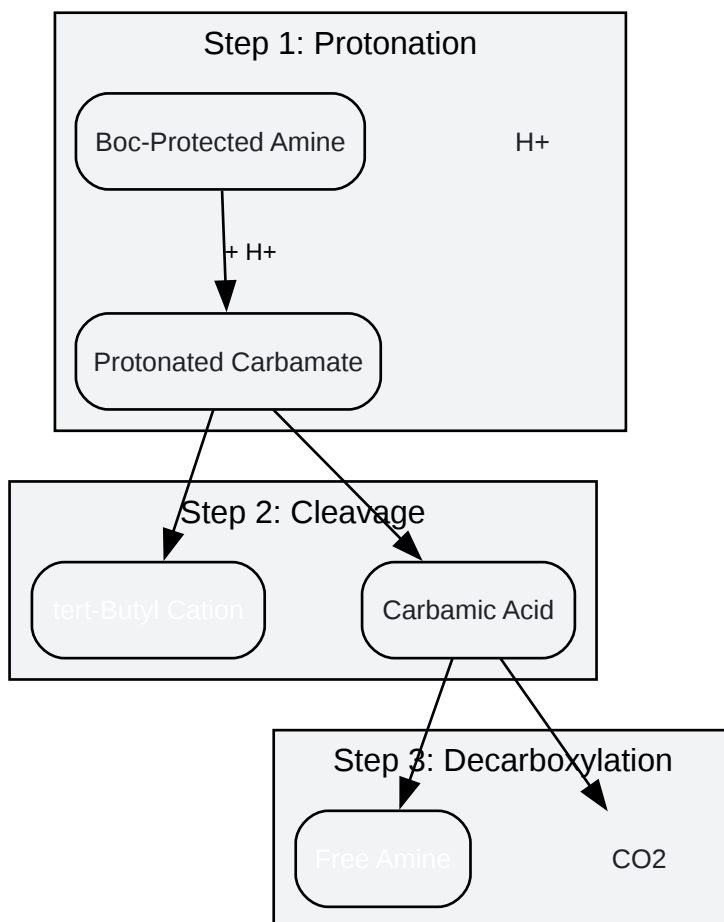 Step 1: Protonation
Boc-Protected Amine
H+
+ H+
Protonated Carbamate
Step 2: Cleavage
tert-Butyl Cation
Carbamic Acid
Step 3: Decarboxylation
Free Amine
CO2